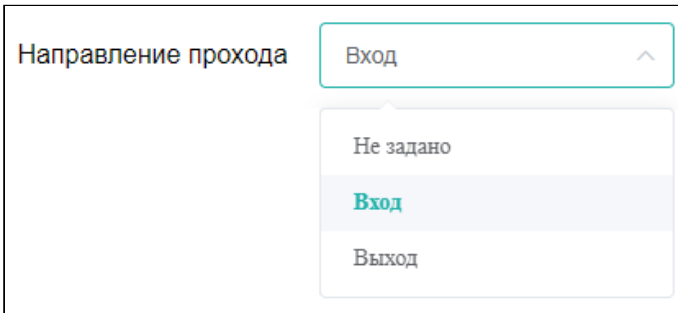 Направление прохода Вход
Не задано
Вход
Выход